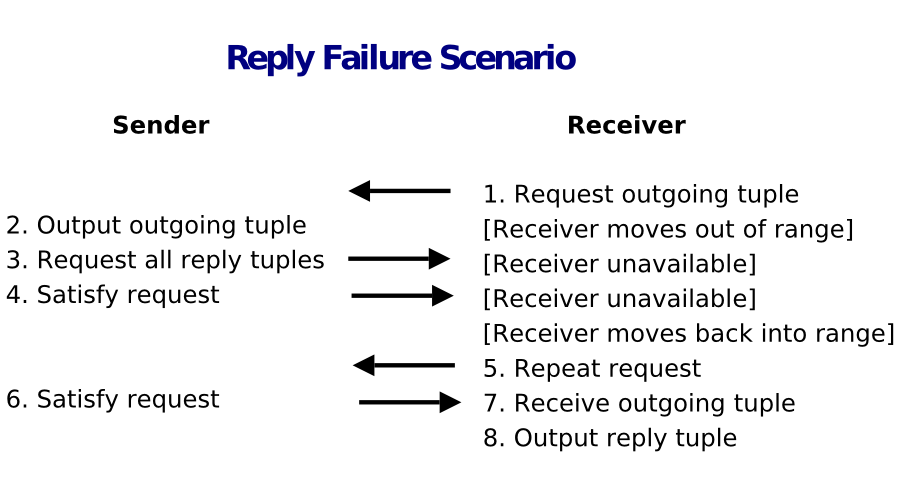 Reply Failure Scenario
Sender
Receiver
1. Request outgoing tuple
2. Output outgoing tuple
[Receiver moves out of range]
3. Request all reply tuples
[Receiver unavailable]
4. Satisfy request
[Receiver unavailable]
[Receiver moves back into range]
5. Repeat request
6. Satisfy request
7. Receive outgoing tuple
8. Output reply tuple